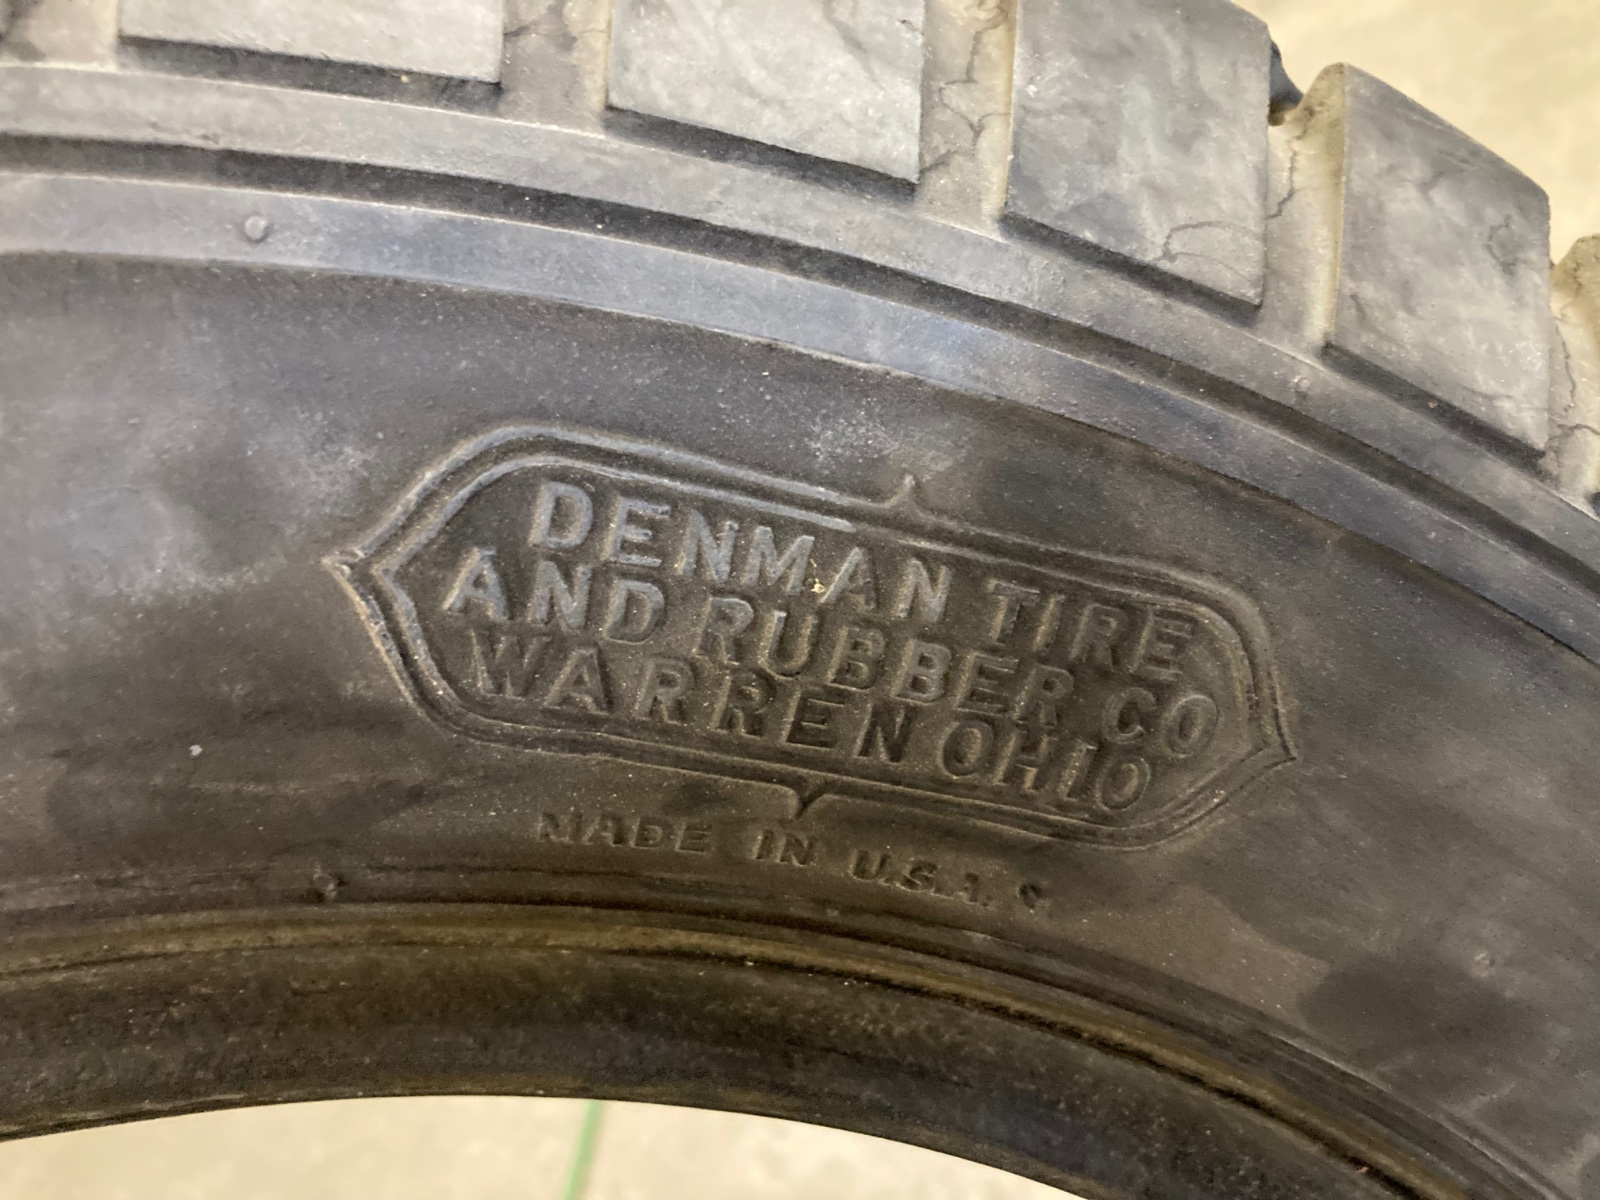 DENMAN TIRE
AND RUBBER CO
WARREN OHIO
MADE IN U.S.A.